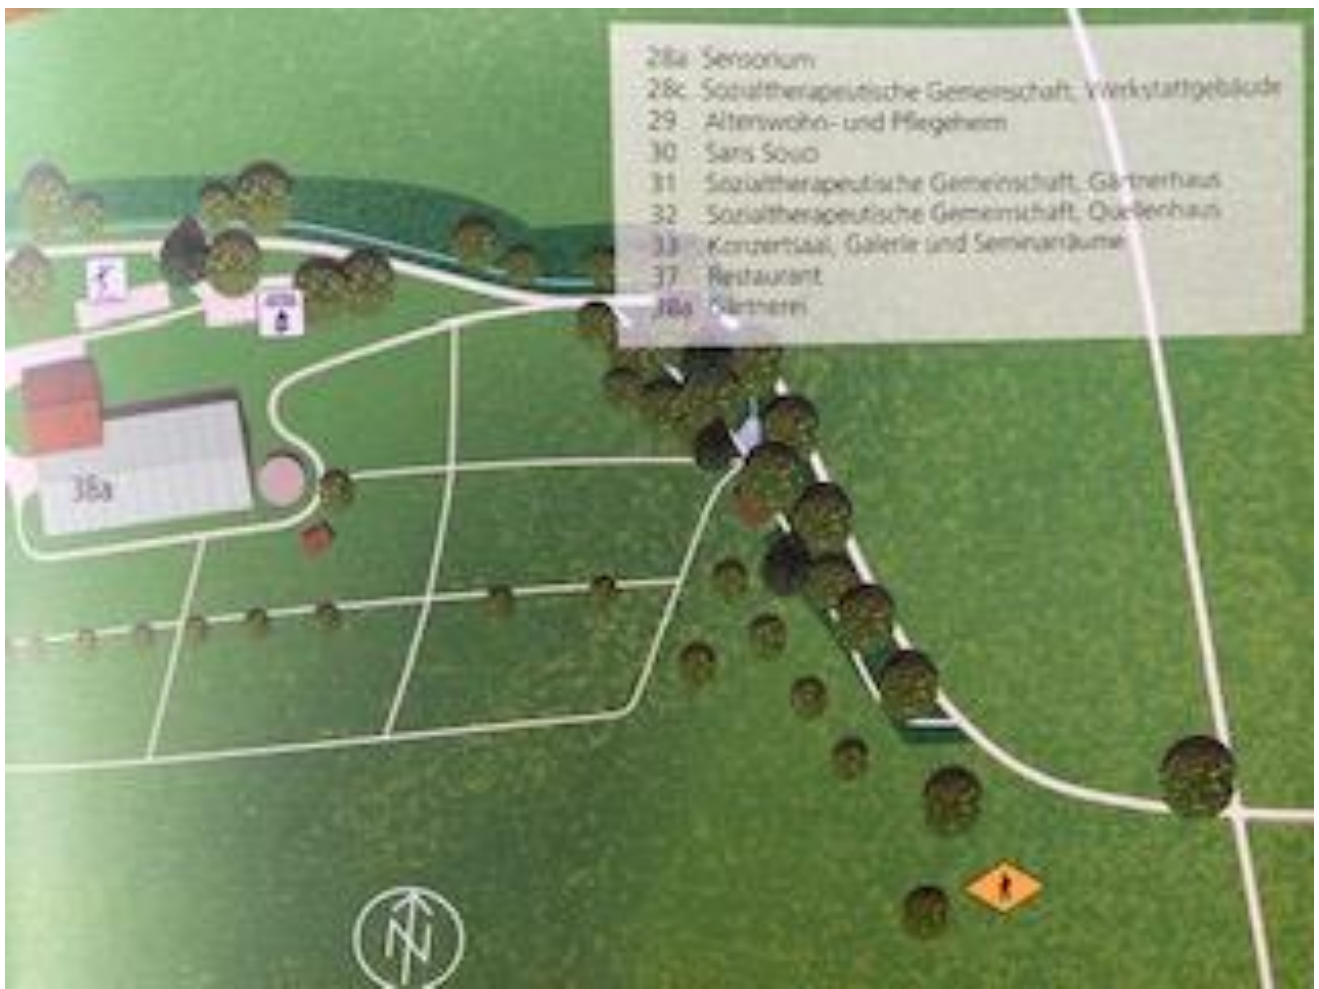 28a Sensorium
28c Sozialtherapeutische Gemeinschaft, Werkstattgebäude
29 Alterswohn- und Pflegeheim
30 Sans Souci
31 Sozialtherapeutische Gemeinschaft, Gärtnerhaus
32 Sozialtherapeutische Gemeinschaft, Quellenhaus
33 Konzertsaal, Galerie und Seminarräume
37 Restaurant
38a Gärtnerei
38a
N